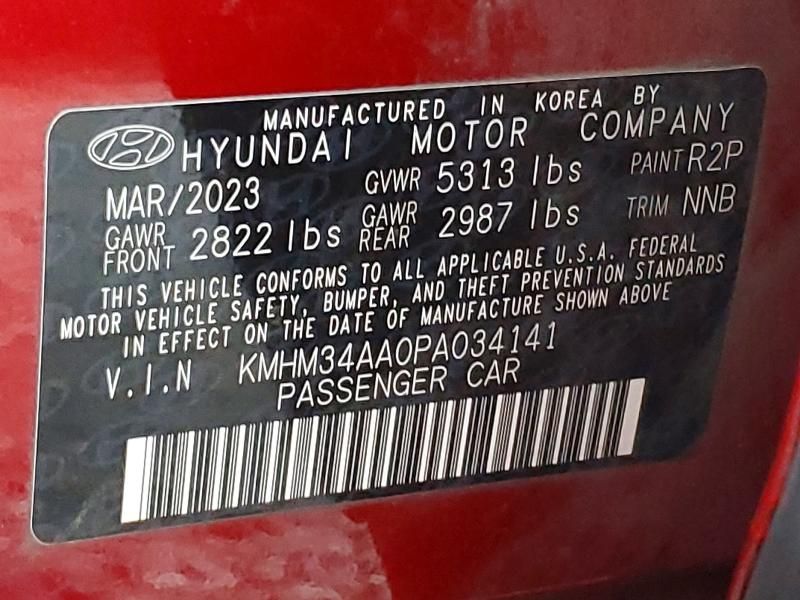 MANUFACTURED IN KOREA BY
HYUNDAI MOTOR COMPANY
MAR/2023 GVWR 5313 lbs PAINT R2P
GAWR FRONT 2822 lbs GAWR REAR 2987 lbs TRIM NNB
THIS VEHICLE CONFORMS TO ALL APPLICABLE U.S.A. FEDERAL
MOTOR VEHICLE SAFETY, BUMPER, AND THEFT PREVENTION STANDARDS
IN EFFECT ON THE DATE OF MANUFACTURE SHOWN ABOVE
V.I.N KMHM34AA0PA034141
PASSENGER CAR